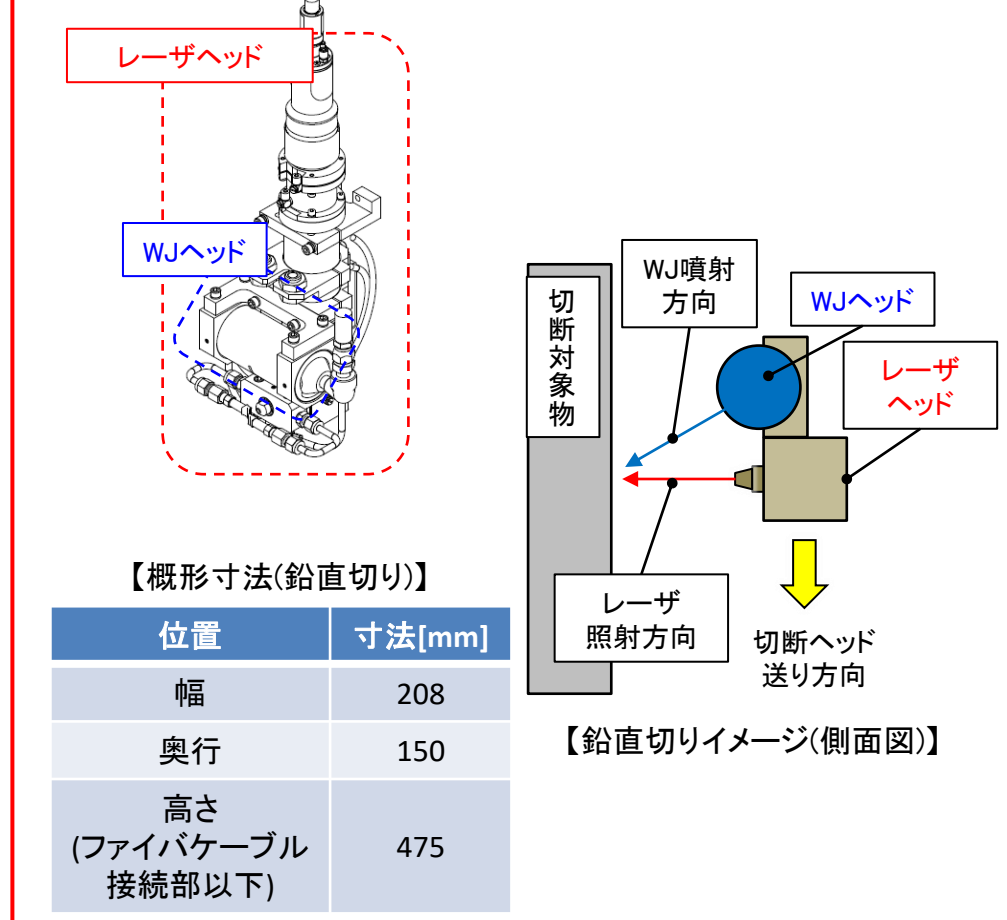 レーザヘッド
WJヘッド
【概形寸法(鉛直切り)】
位置 寸法[mm]
幅 208
奥行 150
高さ
(ファイバケーブル
接続部以下)
475
切断対象物
WJ噴射
方向
WJヘッド
レーザ
ヘッド
レーザ
照射方向
切断ヘッド
送り方向
【鉛直切りイメージ(側面図)】